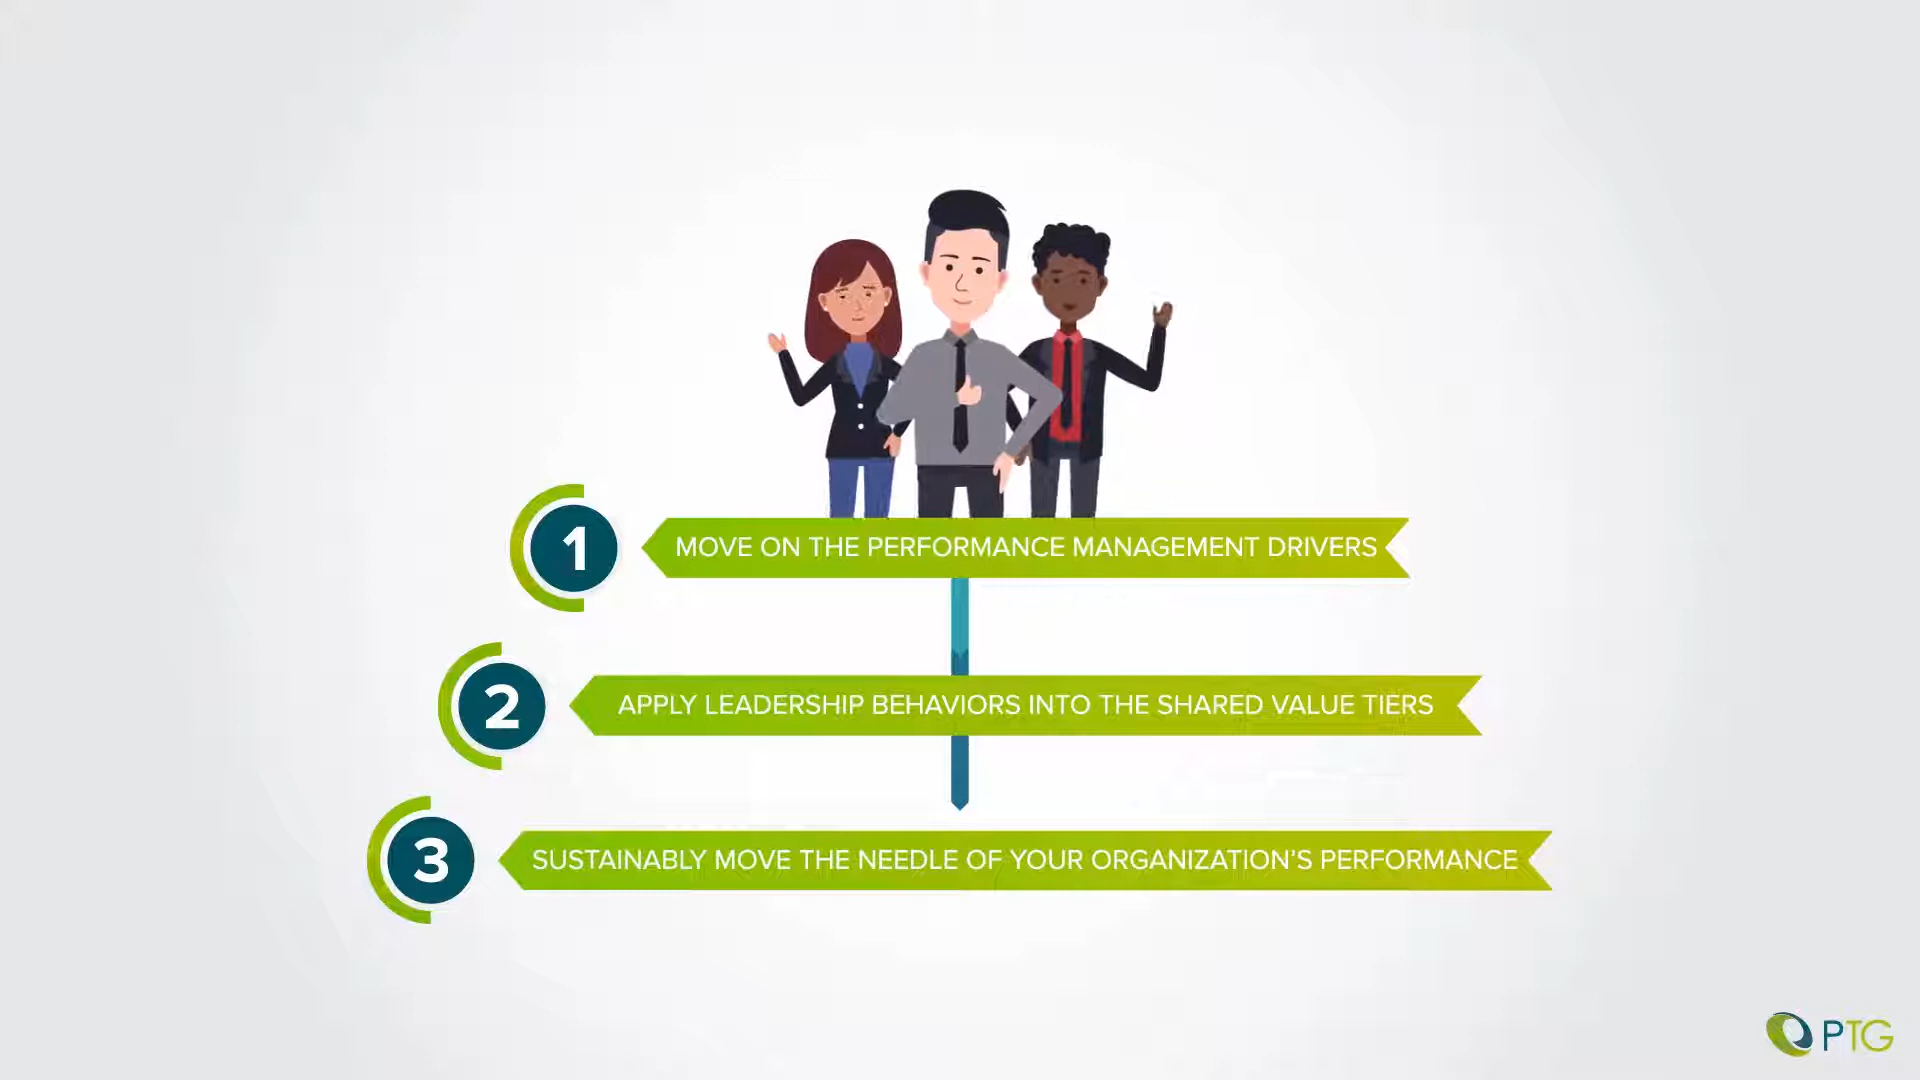 1
MOVE ON THE PERFORMANCE MANAGEMENT DRIVERS
2
APPLY LEADERSHIP BEHAVIORS INTO THE SHARED VALUE TIERS
3
SUSTAINABLY MOVE THE NEEDLE OF YOUR ORGANIZATION'S PERFORMANCE
PTG